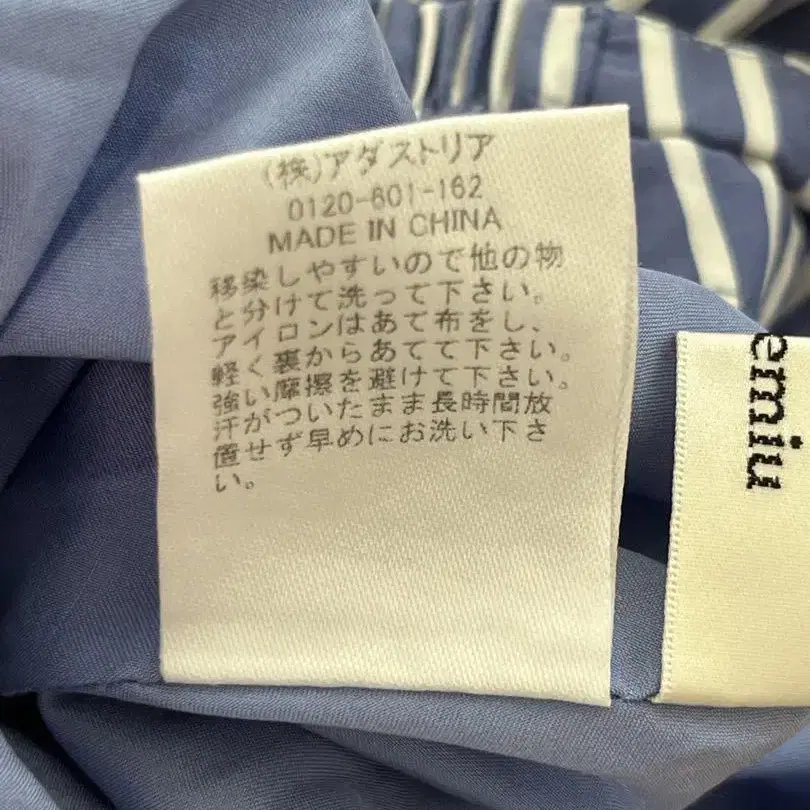 (株)アダストリア
0120-601-162
MADE IN CHINA
移染しやすいので他の物
と分けて洗って下さい。
アイロンはあて布をし、
軽く裏からあてて下さい。
強い摩擦を避けて下さい。
汗がついたまま長時間放
置せず早めにお洗い下さ
い。
emiu